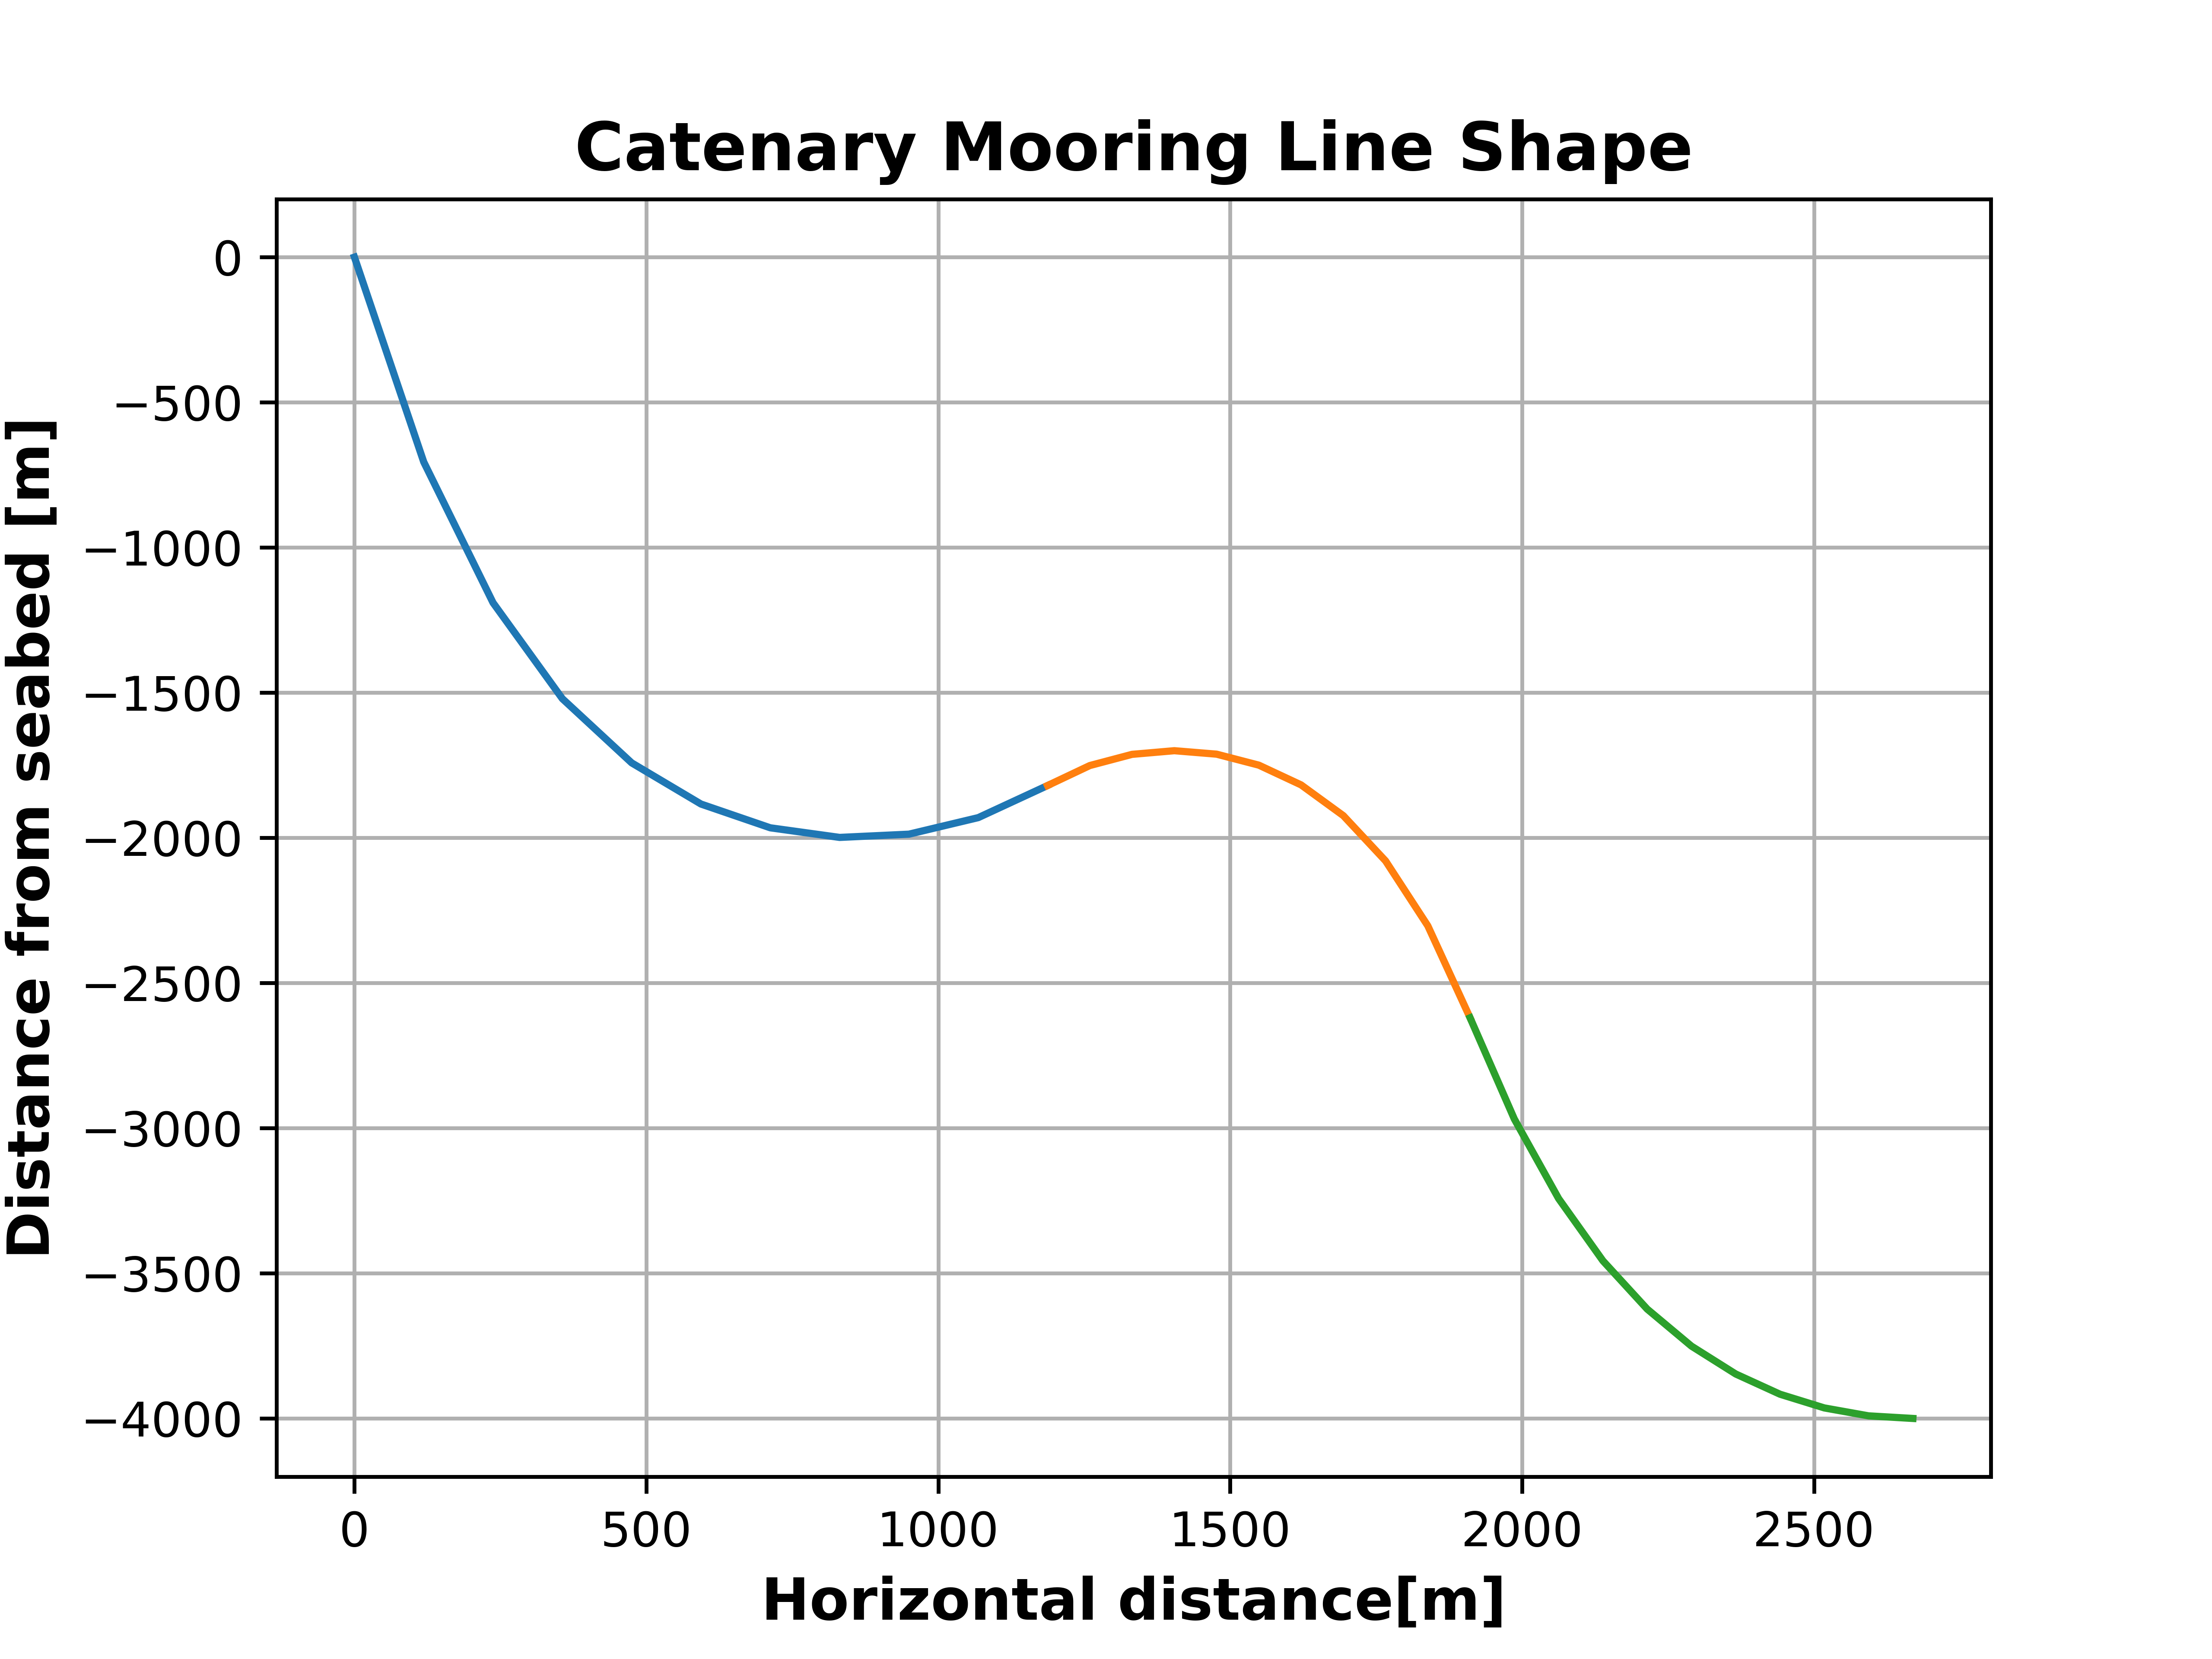 Catenary Mooring Line Shape
Distance from seabed [m]
0
−500
−1000
−1500
−2000
−2500
−3000
−3500
−4000
0 500 1000 1500 2000 2500
Horizontal distance[m]